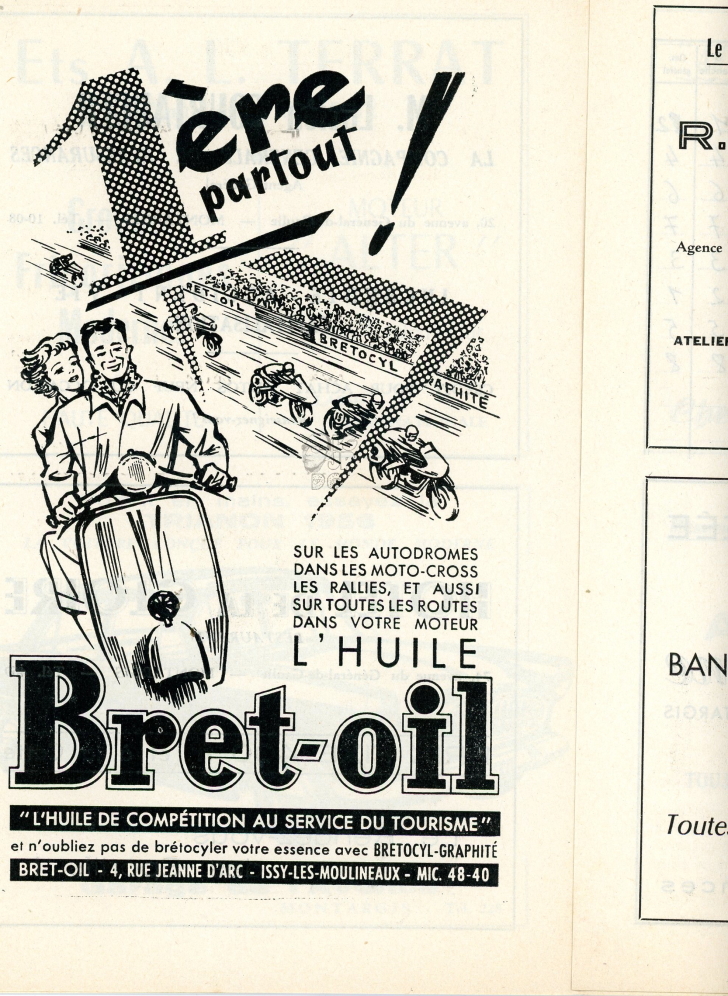 1ère
partout !
RET-OIL
BRETOCYL
RAPHITÉ
SUR LES AUTODROMES
DANS LES MOTO-CROSS
LES RALLIES, ET AUSSI
SUR TOUTES LES ROUTES
DANS VOTRE MOTEUR
L'HUILE
Bret-oil
"L'HUILE DE COMPÉTITION AU SERVICE DU TOURISME"
et n'oubliez pas de brétocyler votre essence avec BRETOCYL-GRAPHITÉ
BRET-OIL - 4, RUE JEANNE D'ARC - ISSY-LES-MOULINEAUX - MIC. 48-40
Le
R.
Agence
ATELIER
BAN
Toutes